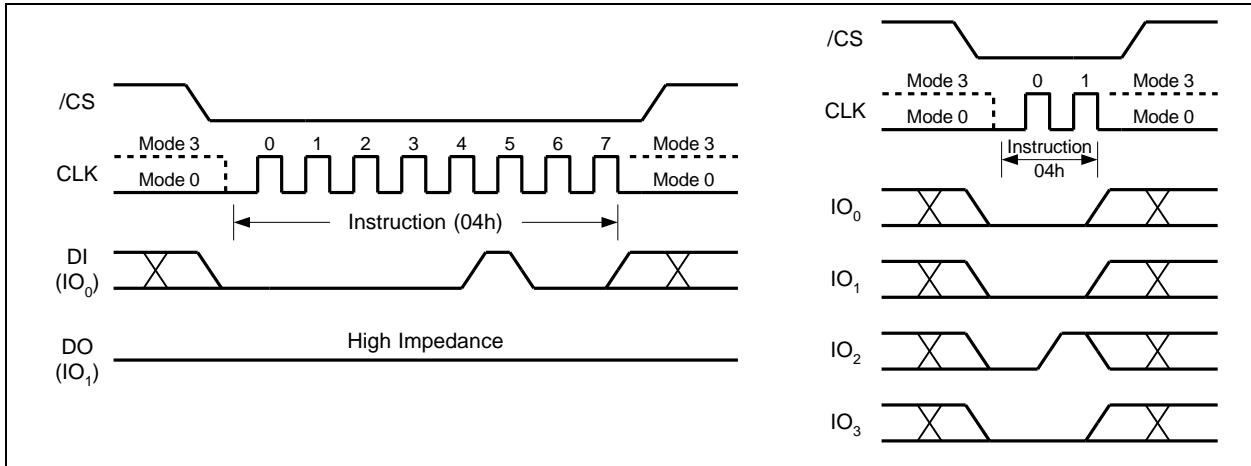 /CS
Mode 3 0 1 2 3 4 5 6 7 Mode 3
CLK
Mode 0 Mode 0
Instruction (04h)
DI
(IO0)
High Impedance
DO
(IO1)
/CS
Mode 3 0 1 Mode 3
CLK
Mode 0 Mode 0
Instruction
04h
IO0
IO1
IO2
IO3